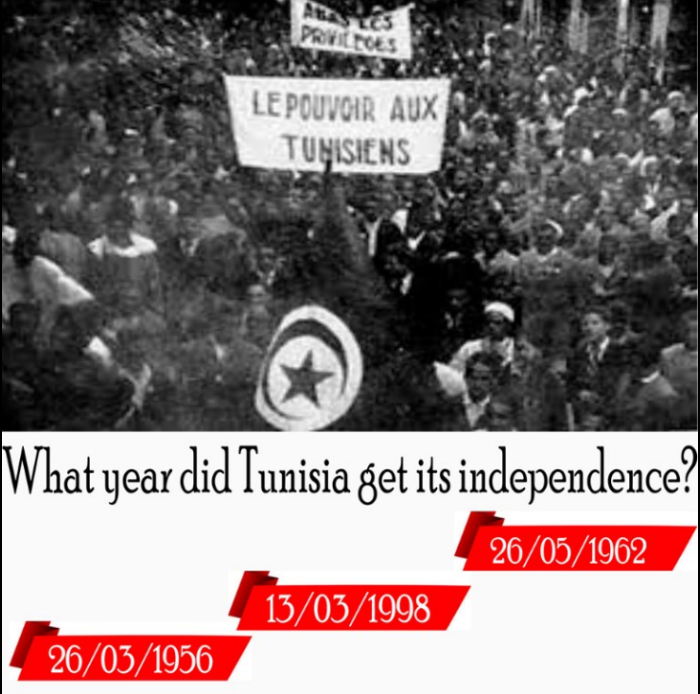 LES
PRIVILEGES
LE POUVOIR AUX
TUNISIENS
What year did Tunisia get its independence?
26/05/1962
13/03/1998
26/03/1956